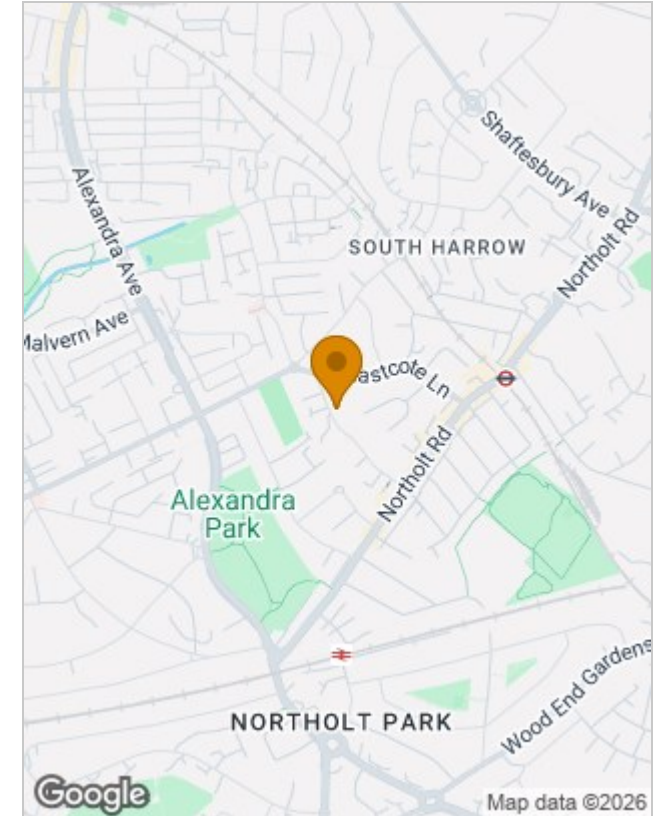 Shaftesbury Ave
Alexandra Ave
SOUTH HARROW
Northolt Rd
Malvern Ave
Eastcote Ln
Northolt Rd
Alexandra
Park
Wood End Gardens
NORTHOLT PARK
Google
Map data ©2026